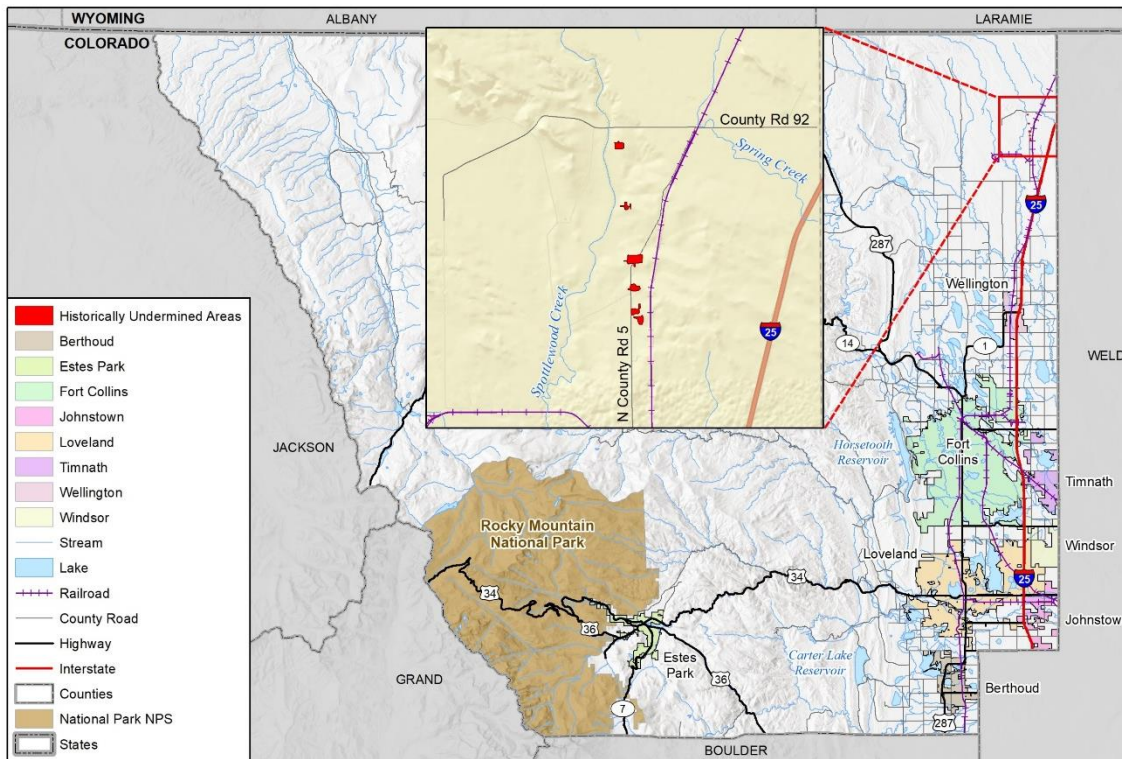 WYOMING
ALBANY
LARAMIE
COLORADO
County Rd 92
Spring Creek
Spottlewood Creek
N County Rd 5
25
287
25
Wellington
14
1
WELD
Historically Undermined Areas
Berthoud
Estes Park
Fort Collins
Johnstown
Loveland
Timnath
Wellington
Windsor
Stream
Lake
Railroad
County Road
Highway
Interstate
Counties
National Park NPS
States
JACKSON
Horsetooth
Reservoir
Fort
Collins
Timnath
Rocky Mountain
National Park
Loveland
Windsor
34
34
25
36
Johnstown
Estes
Park
Carter Lake
Reservoir
GRAND
36
Berthoud
7
287
BOULDER